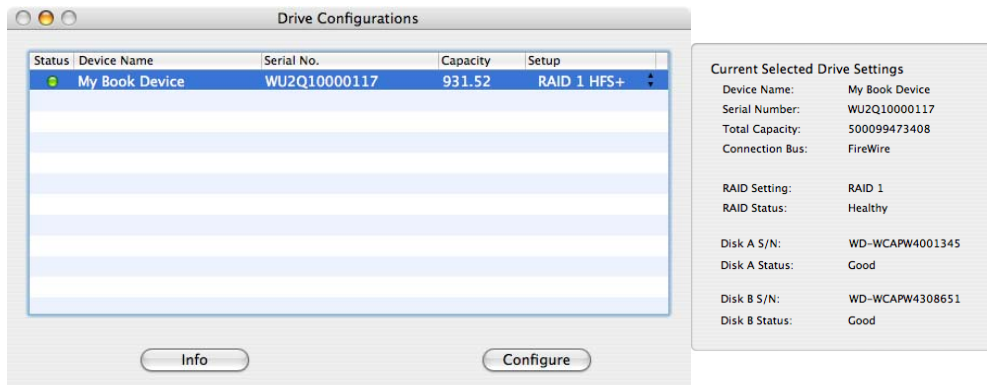 Drive Configurations
Status Device Name Serial No. Capacity Setup
My Book Device WU2Q10000117 931.52 RAID 1 HFS+
Info Configure
Current Selected Drive Settings
Device Name: My Book Device
Serial Number: WU2Q10000117
Total Capacity: 500099473408
Connection Bus: FireWire
RAID Setting: RAID 1
RAID Status: Healthy
Disk A S/N: WD-WCAPW4001345
Disk A Status: Good
Disk B S/N: WD-WCAPW4308651
Disk B Status: Good